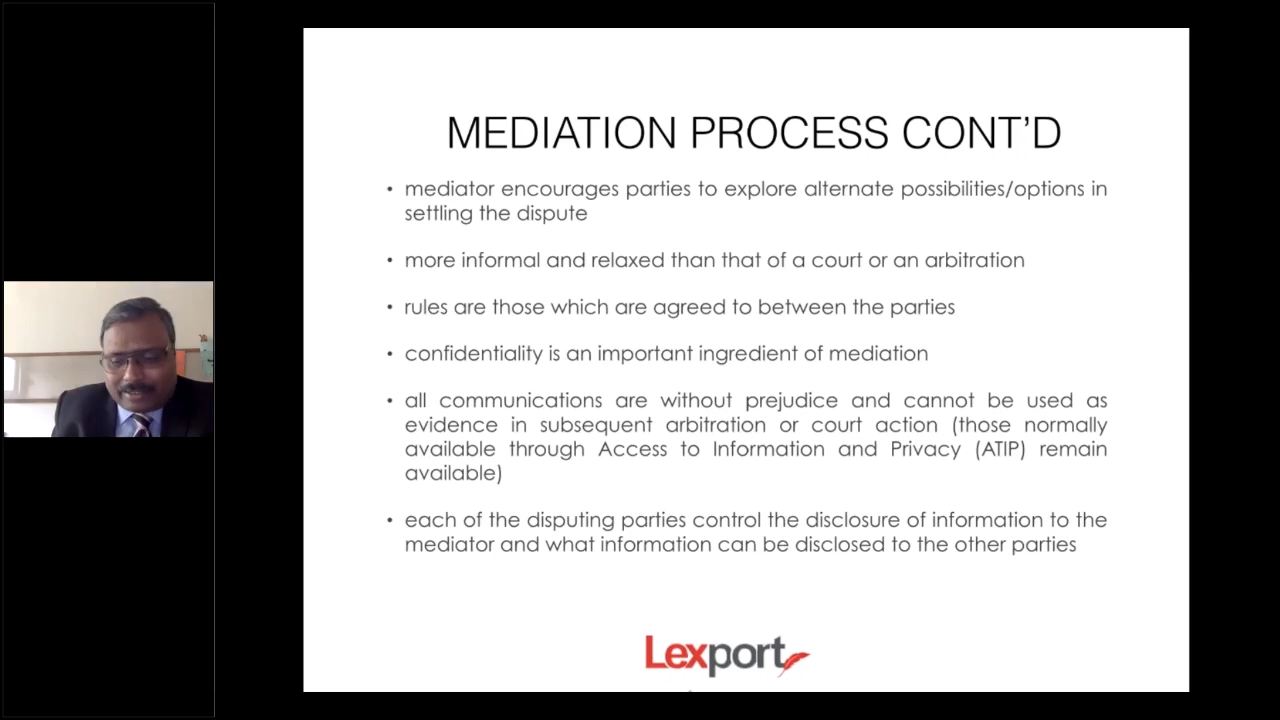 MEDIATION PROCESS CONT’D
• mediator encourages parties to explore alternate possibilities/options in
settling the dispute
• more informal and relaxed than that of a court or an arbitration
• rules are those which are agreed to between the parties
• confidentiality is an important ingredient of mediation
• all communications are without prejudice and cannot be used as
evidence in subsequent arbitration or court action (those normally
available through Access to Information and Privacy (ATIP) remain
available)
• each of the disputing parties control the disclosure of information to the
mediator and what information can be disclosed to the other parties
Lexport